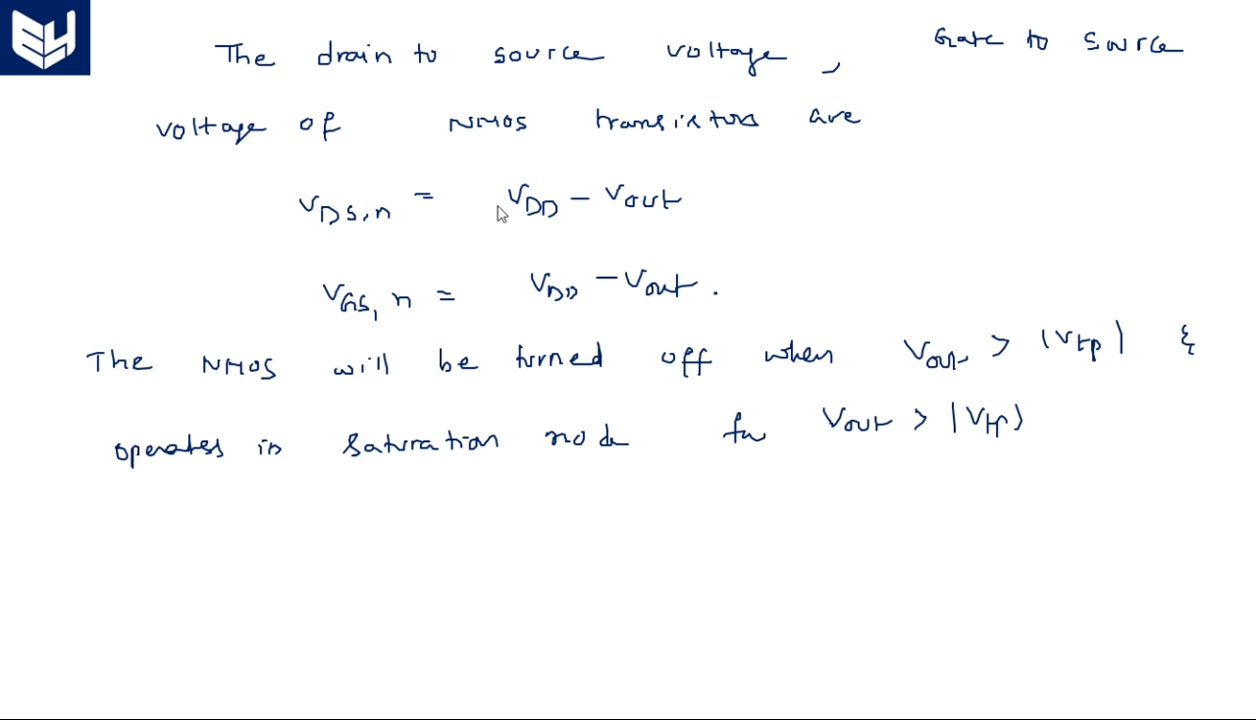 EH
The drain to source voltage, Gate to source
voltage of NMOS transistors are
VDS,n = VDD - Vout
VGS,n = VDD - Vout.
The NMOS will be turned off when Vout > |Vtp| &
operates in saturation mode for Vout > |Vtp|